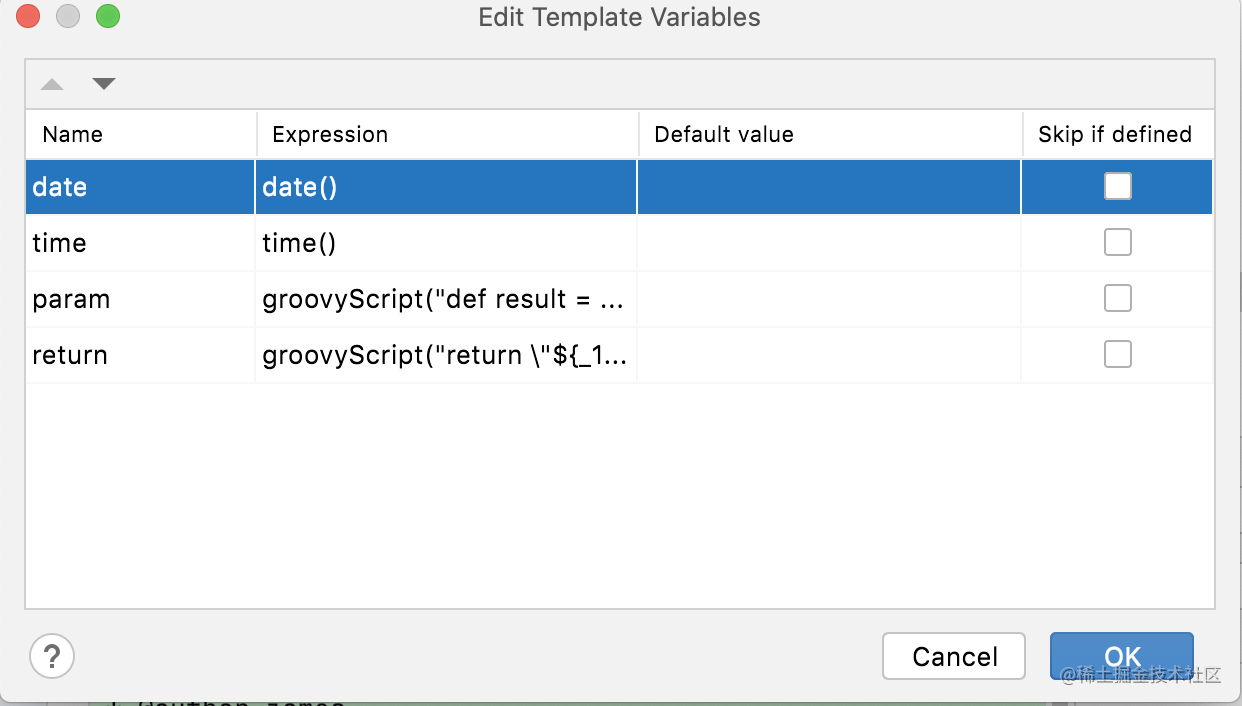 Edit Template Variables
Name Expression Default value Skip if defined
date date()
time time()
param groovyScript("def result = ...
return groovyScript("return \"${_1...
? Cancel OK
@稀土掘金技术社区